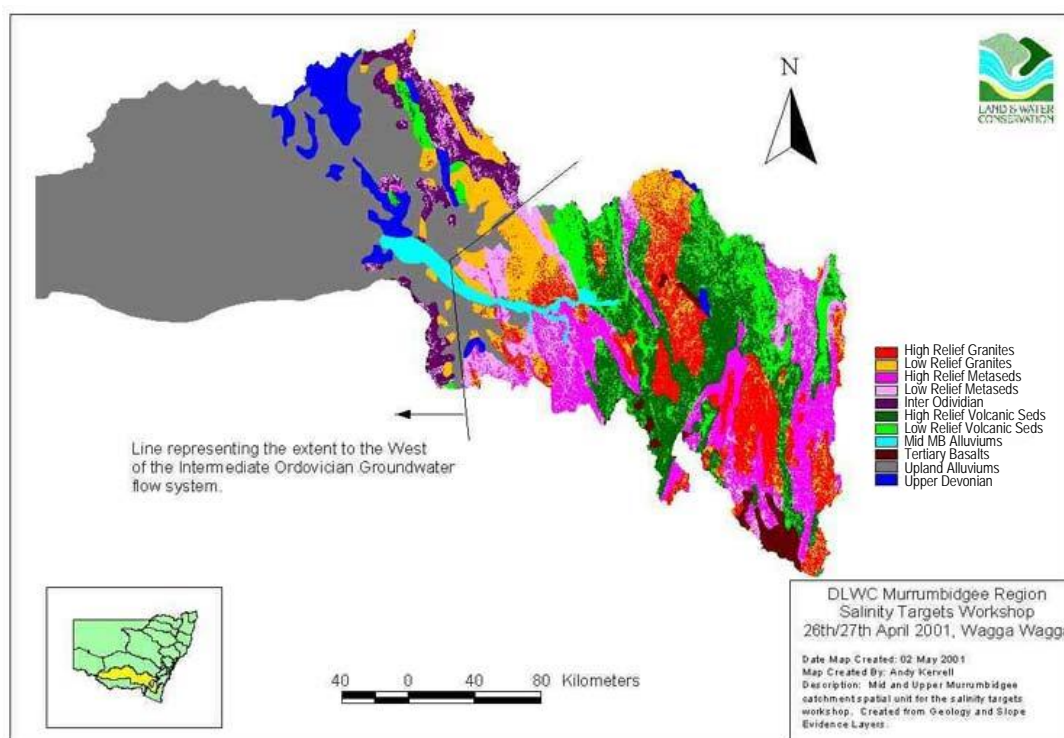 N
LAND & WATER
CONSERVATION
High Relief Granites
Low Relief Granites
High Relief Metaseds
Low Relief Metaseds
Inter Odividian
High Relief Volcanic Seds
Low Relief Volcanic Seds
Mid MB Alluviums
Tertiary Basalts
Upland Alluviums
Upper Devonian
Line representing the extent to the West
of the Intermediate Ordovician Groundwater
flow system.
40 0 40 80 Kilometers
DLWC Murrumbidgee Region
Salinity Targets Workshop
26th/27th April 2001, Wagga Wagga
Date Map Created: 02 May 2001
Map Created By: Andy Kervell
Description: Mid and Upper Murrumbidgee
catchment spatial unit for the salinity targets
workshop. Created from Geology and Slope
Evidence Layers.